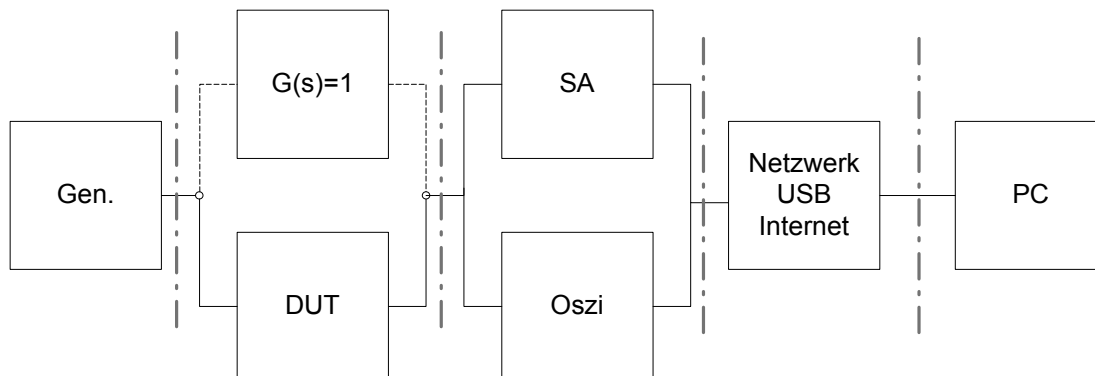 Gen.
G(s)=1
DUT
SA
Oszi
Netzwerk
USB
Internet
PC